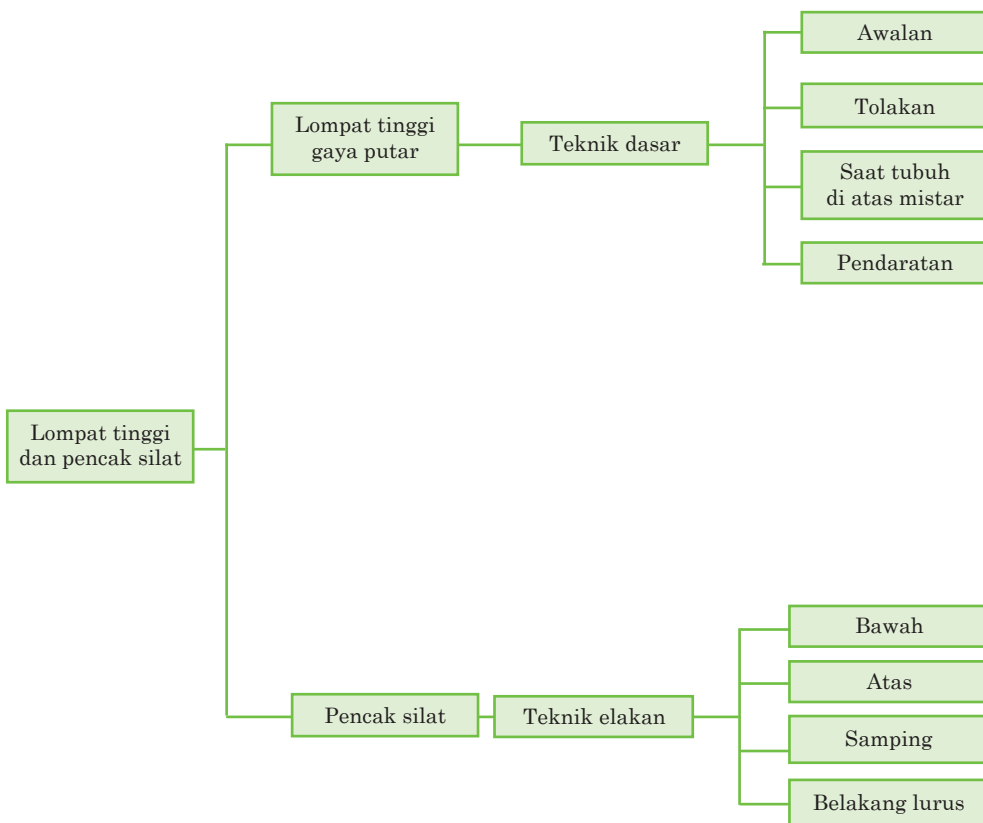 Awalan
Lompat tinggi
gaya putar
Teknik dasar
Tolakan
Saat tubuh
di atas mistar
Pendaratan
Lompat tinggi
dan pencak silat
Pencak silat
Teknik elakan
Bawah
Atas
Samping
Belakang lurus